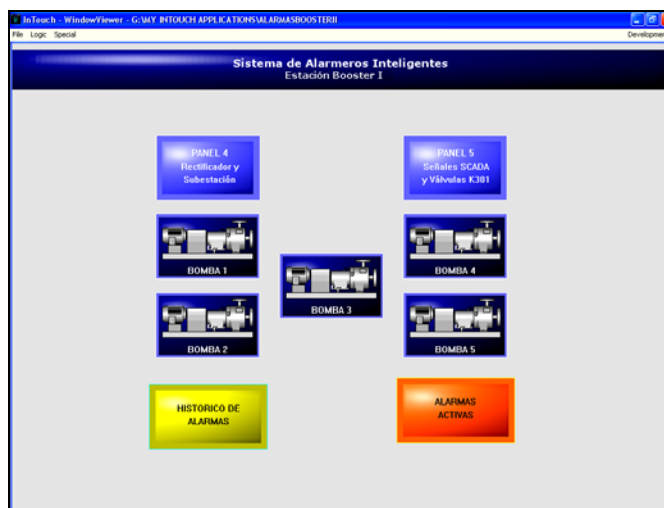 InTouch - WindowViewer - G:\MY INTOUCH APPLICATIONS\ALARMASBOOSTERII
File Logic Special
Developmen
Sistema de Alarmeros Inteligentes
Estación Booster I
PANEL 4
Rectificador y
Subestación
PANEL 5
Señales SCADA
y Válvulas K301
BOMBA 1
BOMBA 4
BOMBA 3
BOMBA 2
BOMBA 5
HISTORICO DE
ALARMAS
ALARMAS
ACTIVAS